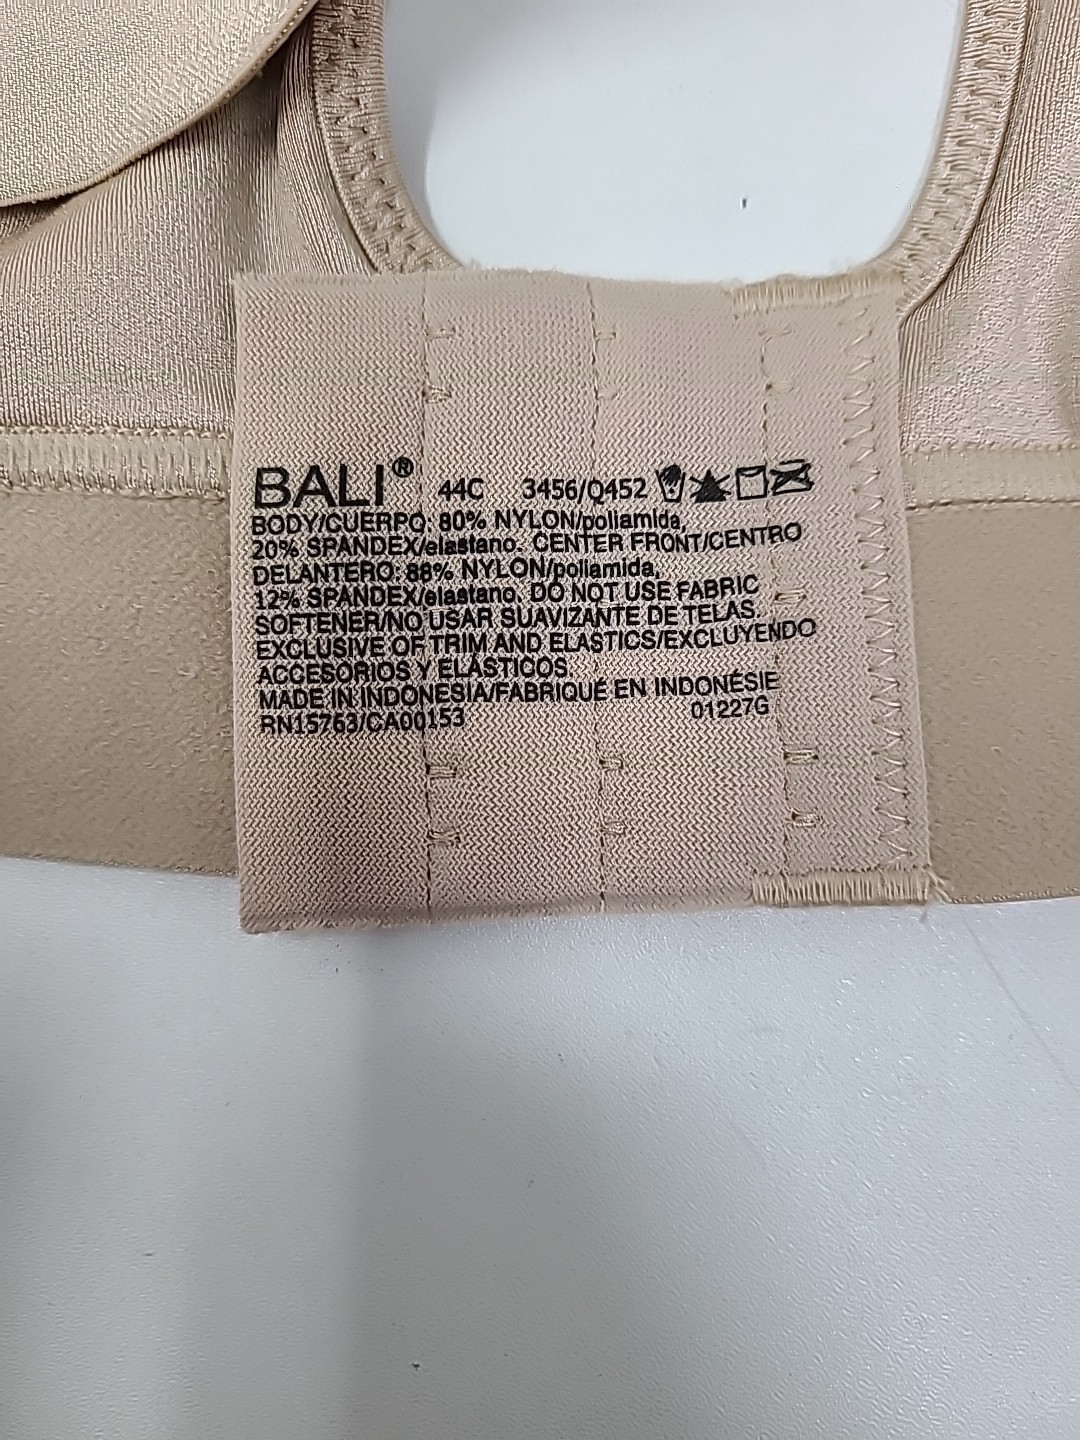 BALI® 44C 3456/Q452
BODY/CUERPO: 80% NYLON/poliamida,
20% SPANDEX/elastano. CENTER FRONT/CENTRO
DELANTERO: 88% NYLON/poliamida,
12% SPANDEX/elastano. DO NOT USE FABRIC
SOFTENER/NO USAR SUAVIZANTE DE TELAS.
EXCLUSIVE OF TRIM AND ELASTICS/EXCLUYENDO
ACCESORIOS Y ELÁSTICOS
MADE IN INDONESIA/FABRIQUÉ EN INDONÉSIE
RN15763/CA00153 01227G